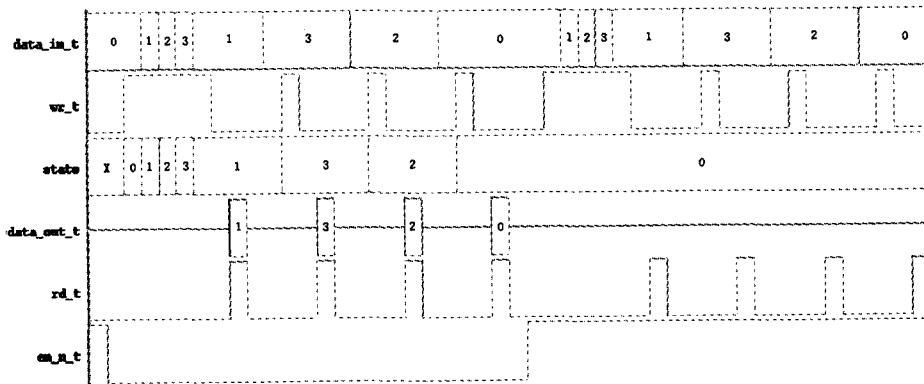 data_in_t 0 1 2 3 1 3 2 0 1 2 3 1 3 2 0
wr_t
state X 0 1 2 3 1 3 2 0
data_out_t 1 3 2 0
rd_t
en_n_t